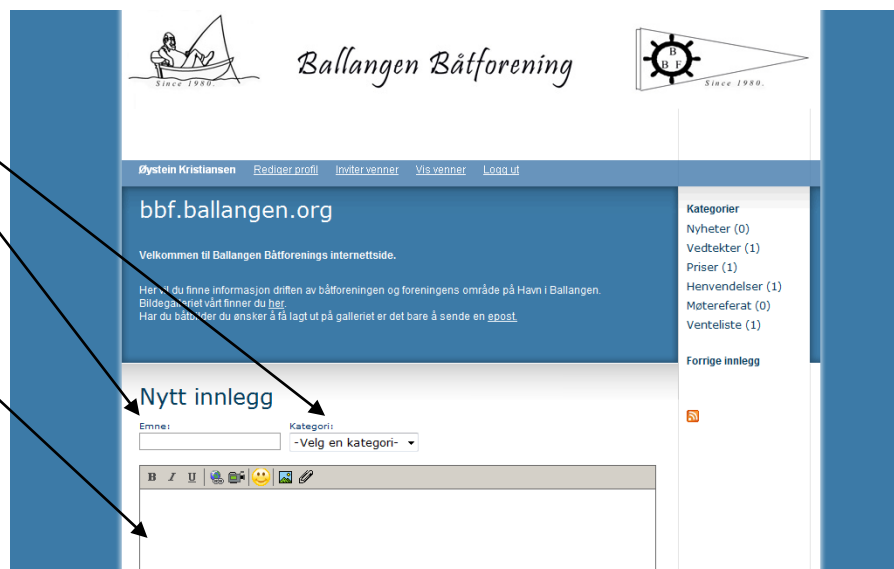 Since 1980.
Ballangen Båtforening
B
B F
Since 1980.
Øystein Kristiansen Rediger profil Inviter venner Vis venner Logg ut
bbf.ballangen.org
Velkommen til Ballangen Båtforenings internettside.
Her vil du finne informasjon driften av båtforeningen og foreningens område på Havn i Ballangen.
Bildegalleriet vårt finner du her.
Har du båtbilder du ønsker å få lagt ut på galleriet er det bare å sende en epost.
Kategorier
Nyheter (0)
Vedtekter (1)
Priser (1)
Henvendelser (1)
Møtereferat (0)
Venteliste (1)
Forrige innlegg
Nytt innlegg
Emne: Kategori:
-Velg en kategori-
B I U